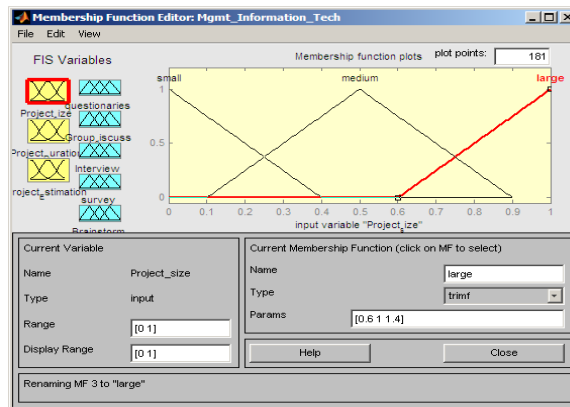 Membership Function Editor: Mgmt_Information_Tech
File Edit View
FIS Variables
Membership function plots
plot points:
181
Project_ize
Project_uration
roject_stimation
questionaries
Group_iscuss
Interview
survey
Brainstorm
small
medium
large
1
0.5
0
0 0.1 0.2 0.3 0.4 0.5 0.6 0.7 0.8 0.9 1
input variable "Project_ize"
Current Variable
Name Project_size
Type input
Range [0 1]
Display Range [0 1]
Current Membership Function (click on MF to select)
Name large
Type trimf
Params [0.6 1 1.4]
Help
Close
Renaming MF 3 to "large"